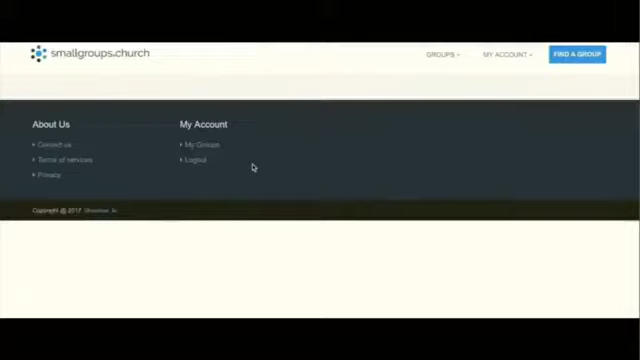 smallgroups.church
GROUPS
MY ACCOUNT
FIND A GROUP
About Us
My Account
Contact us
My Groups
Terms of services
Logout
Privacy
Copyright @ 2017